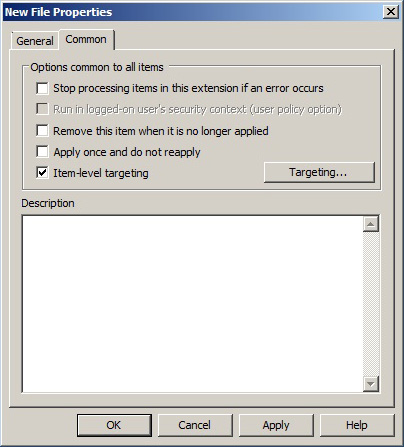 New File Properties
General
Common
Options common to all items
Stop processing items in this extension if an error occurs
Run in logged-on user's security context (user policy option)
Remove this item when it is no longer applied
Apply once and do not reapply
Item-level targeting
Targeting...
Description
OK
Cancel
Apply
Help